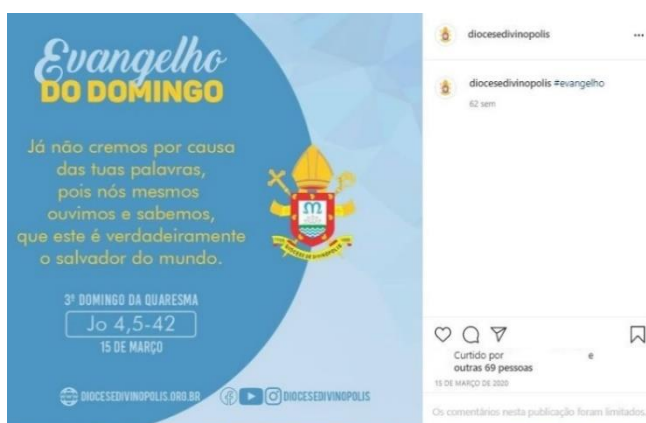 Evangelho
DO DOMINGO
Já não cremos por causa
das tuas palavras,
pois nós mesmos
ouvimos e sabemos,
que este é verdadeiramente
o salvador do mundo.
DIOCESE DE DIVINÓPOLIS
3º DOMINGO DA QUARESMA
Jo 4,5-42
15 DE MARÇO
DIOCESEDIVINOPOLIS.ORG.BR
DIOCESEDIVINOPOLIS
diocesedivinopolis
diocesedivinopolis #evangelho
62 sem
Curtido por e
outras 69 pessoas
15 DE MARÇO DE 2020
Os comentários nesta publicação foram limitados.